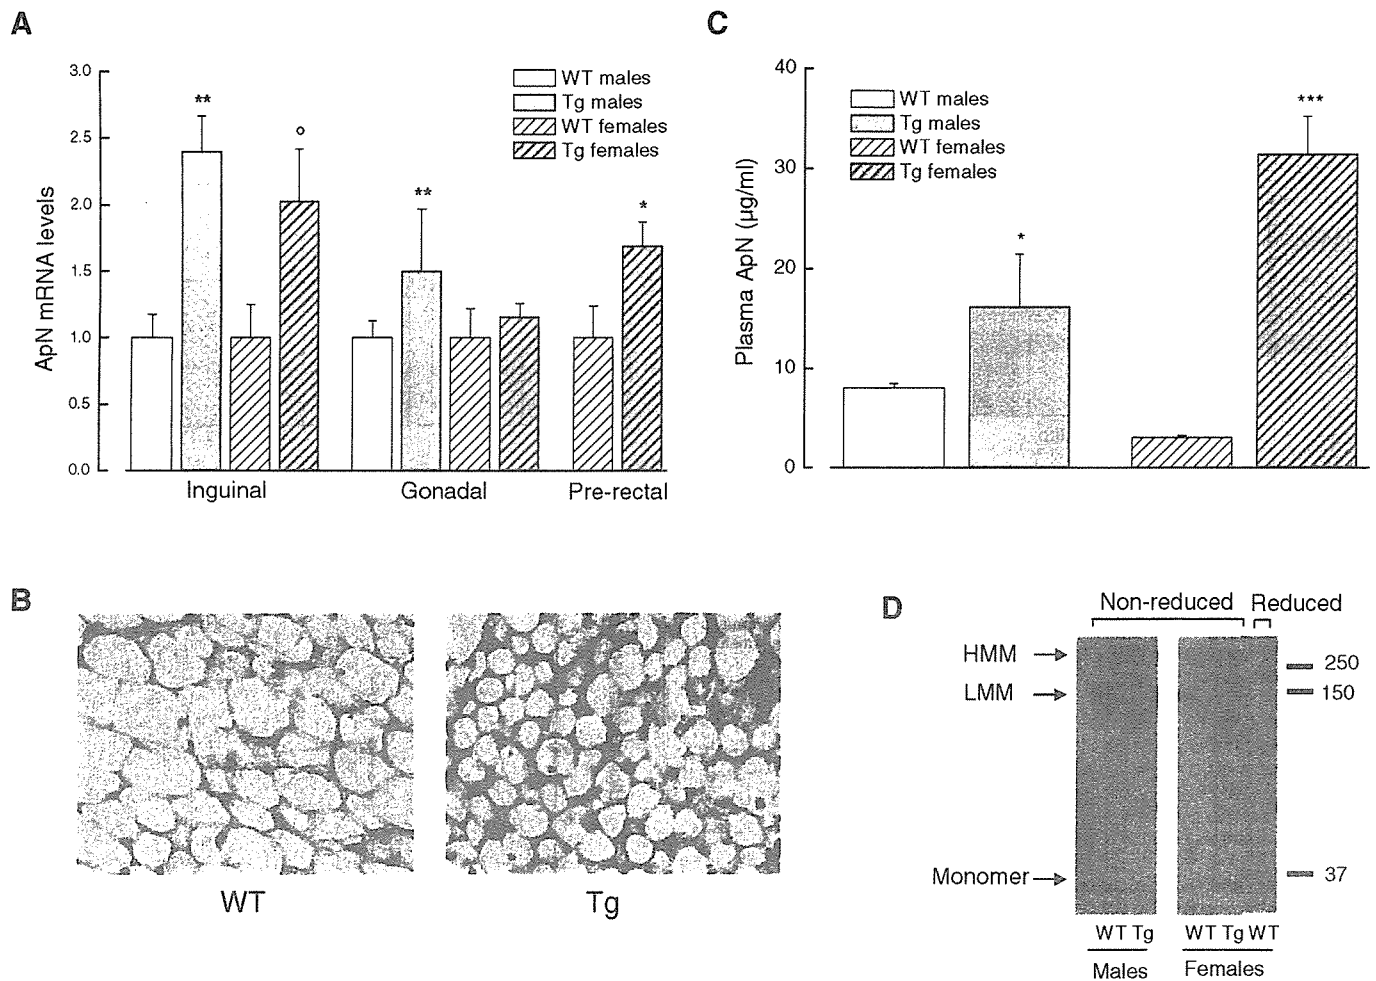 A
3.0
2.5
2.0
1.5
1.0
0.5
0.0
ApN mRNA levels
WT males
Tg males
WT females
Tg females
**
°
**
*
Inguinal
Gonadal
Pre-rectal
C
40
30
20
10
0
Plasma ApN (µg/ml)
WT males
Tg males
WT females
Tg females
*
***
B
WT
Tg
D
Non-reduced
Reduced
HMM
LMM
Monomer
250
150
37
WT Tg
WT Tg WT
Males
Females